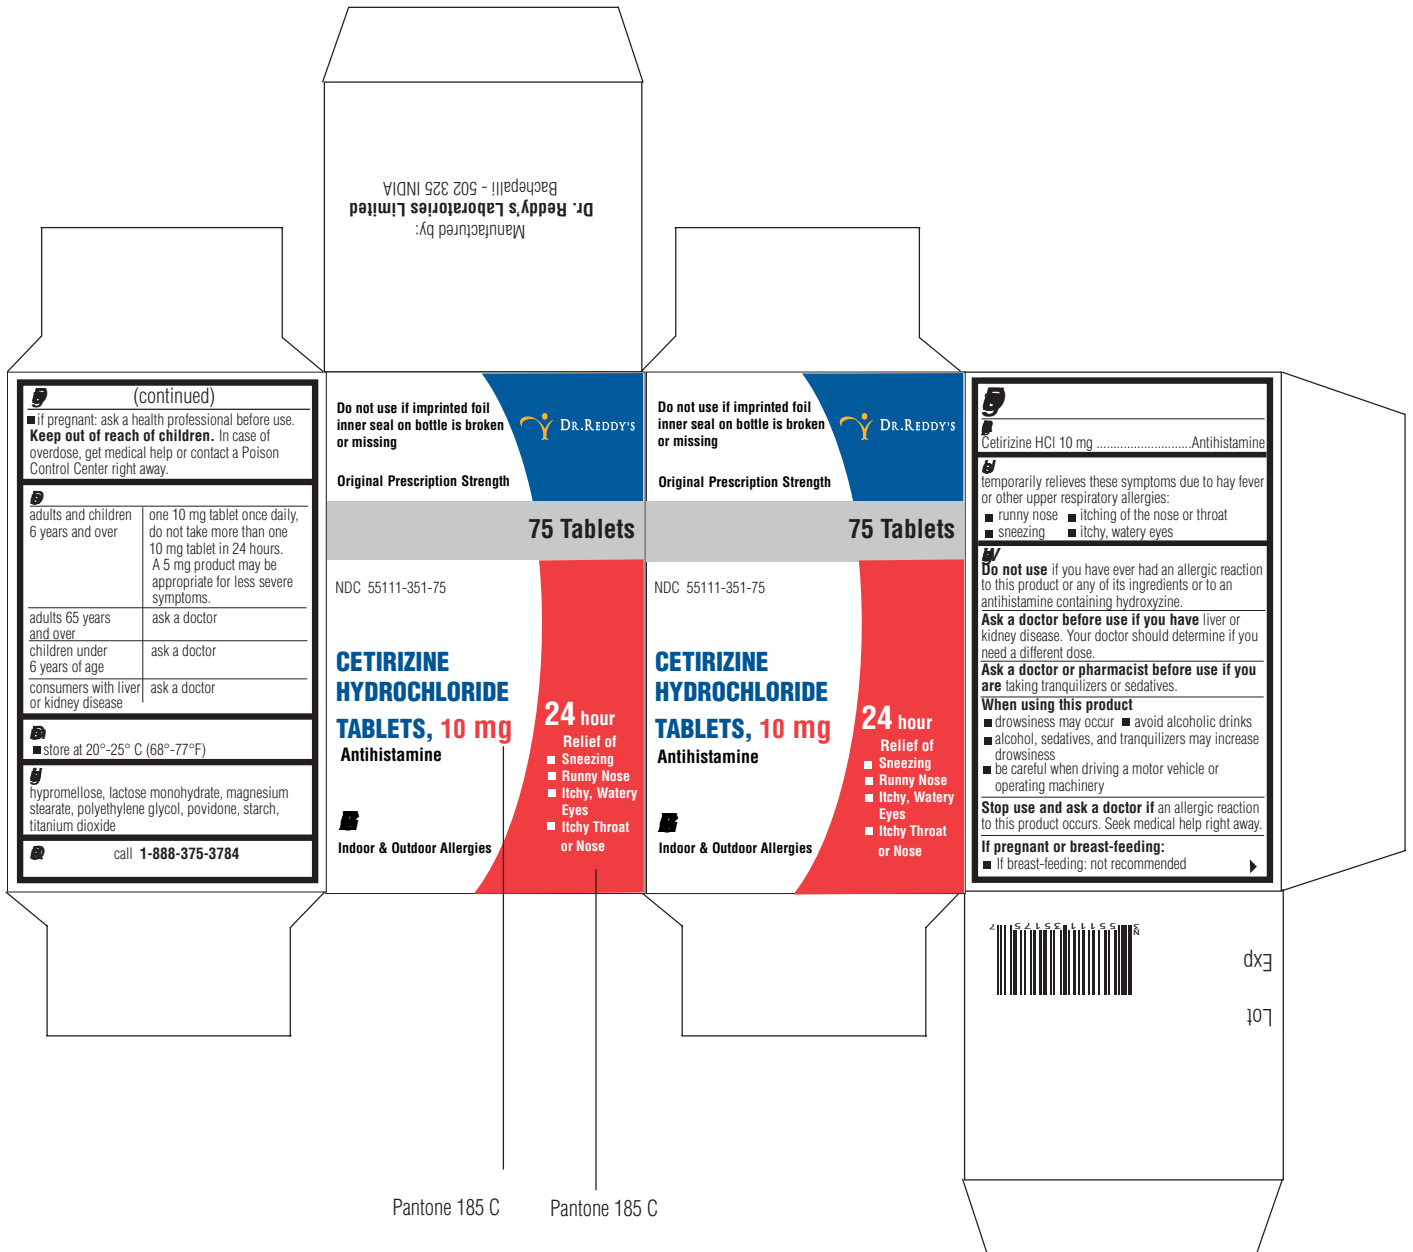 Manufactured by:
Dr. Reddy's Laboratories Limited
Bachepalli - 502 325 INDIA
(continued)
■ if pregnant: ask a health professional before use.
Keep out of reach of children. In case of
overdose, get medical help or contact a Poison
Control Center right away.
adults and children
6 years and over
one 10 mg tablet once daily,
do not take more than one
10 mg tablet in 24 hours.
A 5 mg product may be
appropriate for less severe
symptoms.
adults 65 years
and over
ask a doctor
children under
6 years of age
ask a doctor
consumers with liver
or kidney disease
ask a doctor
■ store at 20°-25° C (68°-77°F)
hypromellose, lactose monohydrate, magnesium
stearate, polyethylene glycol, povidone, starch,
titanium dioxide
call 1-888-375-3784
Do not use if imprinted foil
inner seal on bottle is broken
or missing
DR.REDDY'S
Original Prescription Strength
75 Tablets
NDC 55111-351-75
CETIRIZINE
HYDROCHLORIDE
TABLETS, 10 mg
Antihistamine
Indoor & Outdoor Allergies
24 hour
Relief of
■ Sneezing
■ Runny Nose
■ Itchy, Watery
Eyes
■ Itchy Throat
or Nose
Do not use if imprinted foil
inner seal on bottle is broken
or missing
DR.REDDY'S
Original Prescription Strength
75 Tablets
NDC 55111-351-75
CETIRIZINE
HYDROCHLORIDE
TABLETS, 10 mg
Antihistamine
Indoor & Outdoor Allergies
24 hour
Relief of
■ Sneezing
■ Runny Nose
■ Itchy, Watery
Eyes
■ Itchy Throat
or Nose
Cetirizine HCl 10 mg ............................Antihistamine
temporarily relieves these symptoms due to hay fever
or other upper respiratory allergies:
■ runny nose ■ itching of the nose or throat
■ sneezing ■ itchy, watery eyes
Do not use if you have ever had an allergic reaction
to this product or any of its ingredients or to an
antihistamine containing hydroxyzine.
Ask a doctor before use if you have liver or
kidney disease. Your doctor should determine if you
need a different dose.
Ask a doctor or pharmacist before use if you
are taking tranquilizers or sedatives.
When using this product
■ drowsiness may occur ■ avoid alcoholic drinks
■ alcohol, sedatives, and tranquilizers may increase
drowsiness
■ be careful when driving a motor vehicle or
operating machinery
Stop use and ask a doctor if an allergic reaction
to this product occurs. Seek medical help right away.
If pregnant or breast-feeding:
■ If breast-feeding: not recommended
N
3 55111 35175 7
Exp
Lot
Pantone 185 C
Pantone 185 C